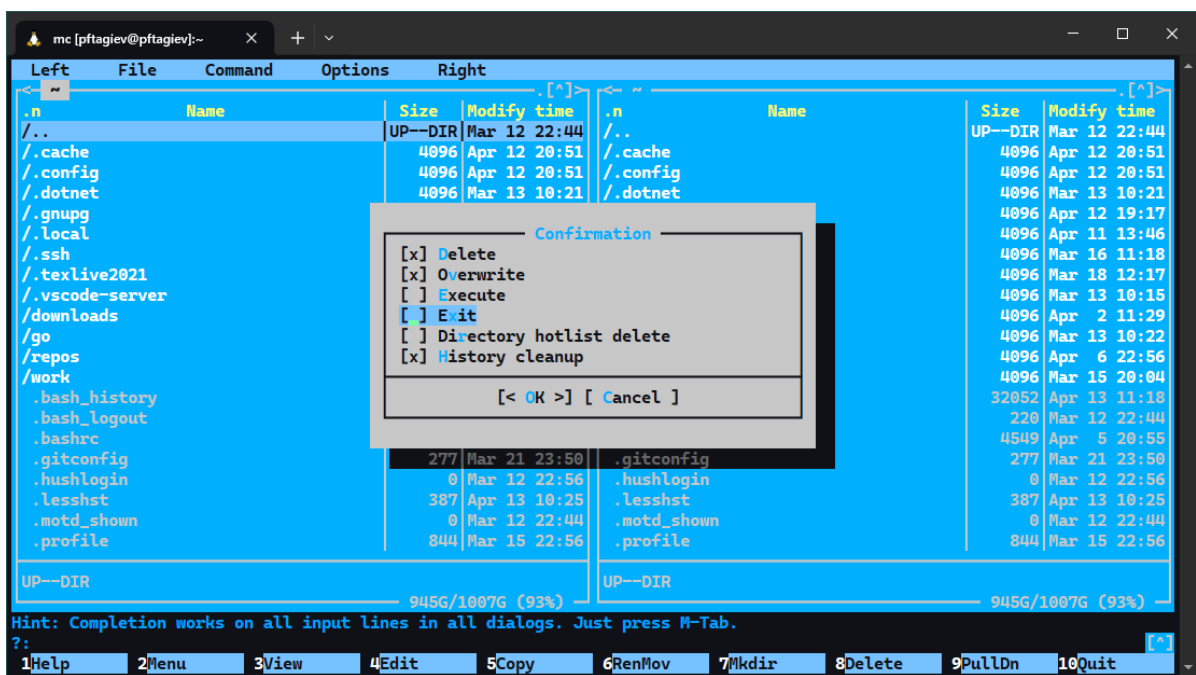 mc [pftagiev@pftagiev]:~
Left File Command Options Right
<- ~ .[^]> <- ~ .[^]>
.n Name Size Modify time .n Name Size Modify time
/.. UP--DIR Mar 12 22:44 /.. UP--DIR Mar 12 22:44
/.cache 4096 Apr 12 20:51 /.cache 4096 Apr 12 20:51
/.config 4096 Apr 12 20:51 /.config 4096 Apr 12 20:51
/.dotnet 4096 Mar 13 10:21 /.dotnet 4096 Mar 13 10:21
/.gnupg 4096 Apr 12 19:17
/.local Confirmation 4096 Apr 11 13:46
/.ssh [x] Delete 4096 Mar 16 11:18
/.texlive2021 [x] Overwrite 4096 Mar 18 12:17
/.vscode-server [ ] Execute 4096 Mar 13 10:15
/downloads [ ] Exit 4096 Apr 2 11:29
/go [ ] Directory hotlist delete 4096 Mar 13 10:22
/repos [x] History cleanup 4096 Apr 6 22:56
/work 4096 Mar 15 20:04
.bash_history [< OK >] [ Cancel ] 32052 Apr 13 11:18
.bash_logout 220 Mar 12 22:44
.bashrc 4549 Apr 5 20:55
.gitconfig 277 Mar 21 23:50 .gitconfig 277 Mar 21 23:50
.hushlogin 0 Mar 12 22:56 .hushlogin 0 Mar 12 22:56
.lesshst 387 Apr 13 10:25 .lesshst 387 Apr 13 10:25
.motd_shown 0 Mar 12 22:44 .motd_shown 0 Mar 12 22:44
.profile 844 Mar 15 22:56 .profile 844 Mar 15 22:56
UP--DIR UP--DIR
945G/1007G (93%) 945G/1007G (93%)
Hint: Completion works on all input lines in all dialogs. Just press M-Tab.
?: [^]
1Help 2Menu 3View 4Edit 5Copy 6RenMov 7Mkdir 8Delete 9PullDn 10Quit